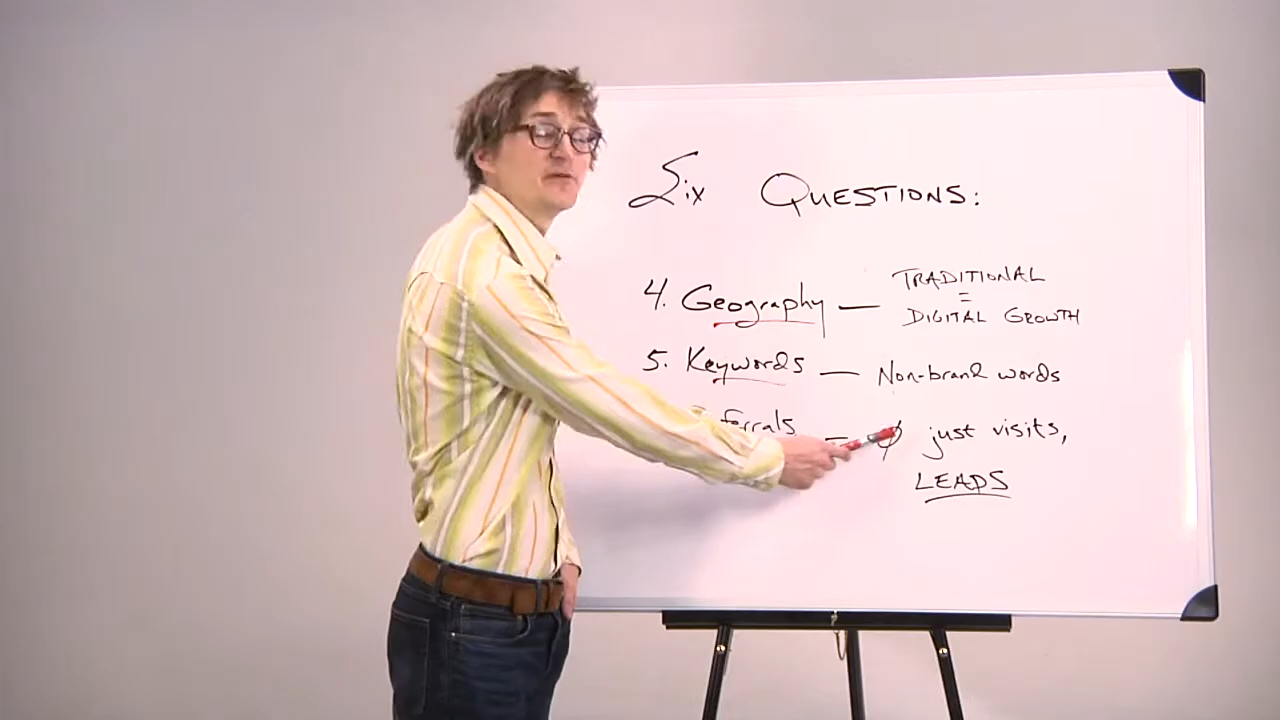 Six Questions:
4. Geography — TRADITIONAL
=
DIGITAL GROWTH
5. Keywords — Non-brand words
ferrals — Ø just visits,
LEADS